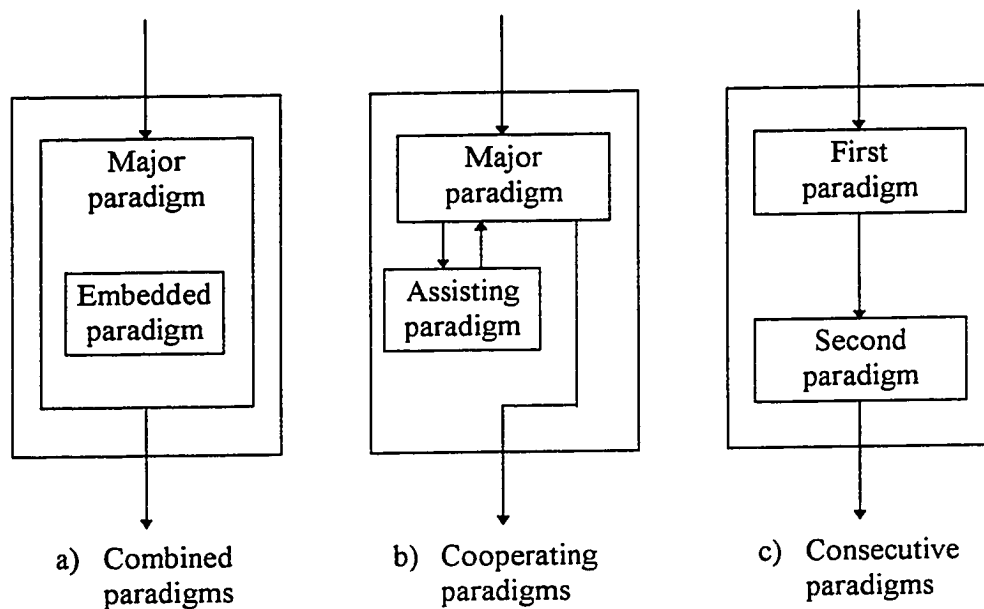 Major
paradigm
Embedded
paradigm
a) Combined
paradigms
Major
paradigm
Assisting
paradigm
b) Cooperating
paradigms
First
paradigm
Second
paradigm
c) Consecutive
paradigms